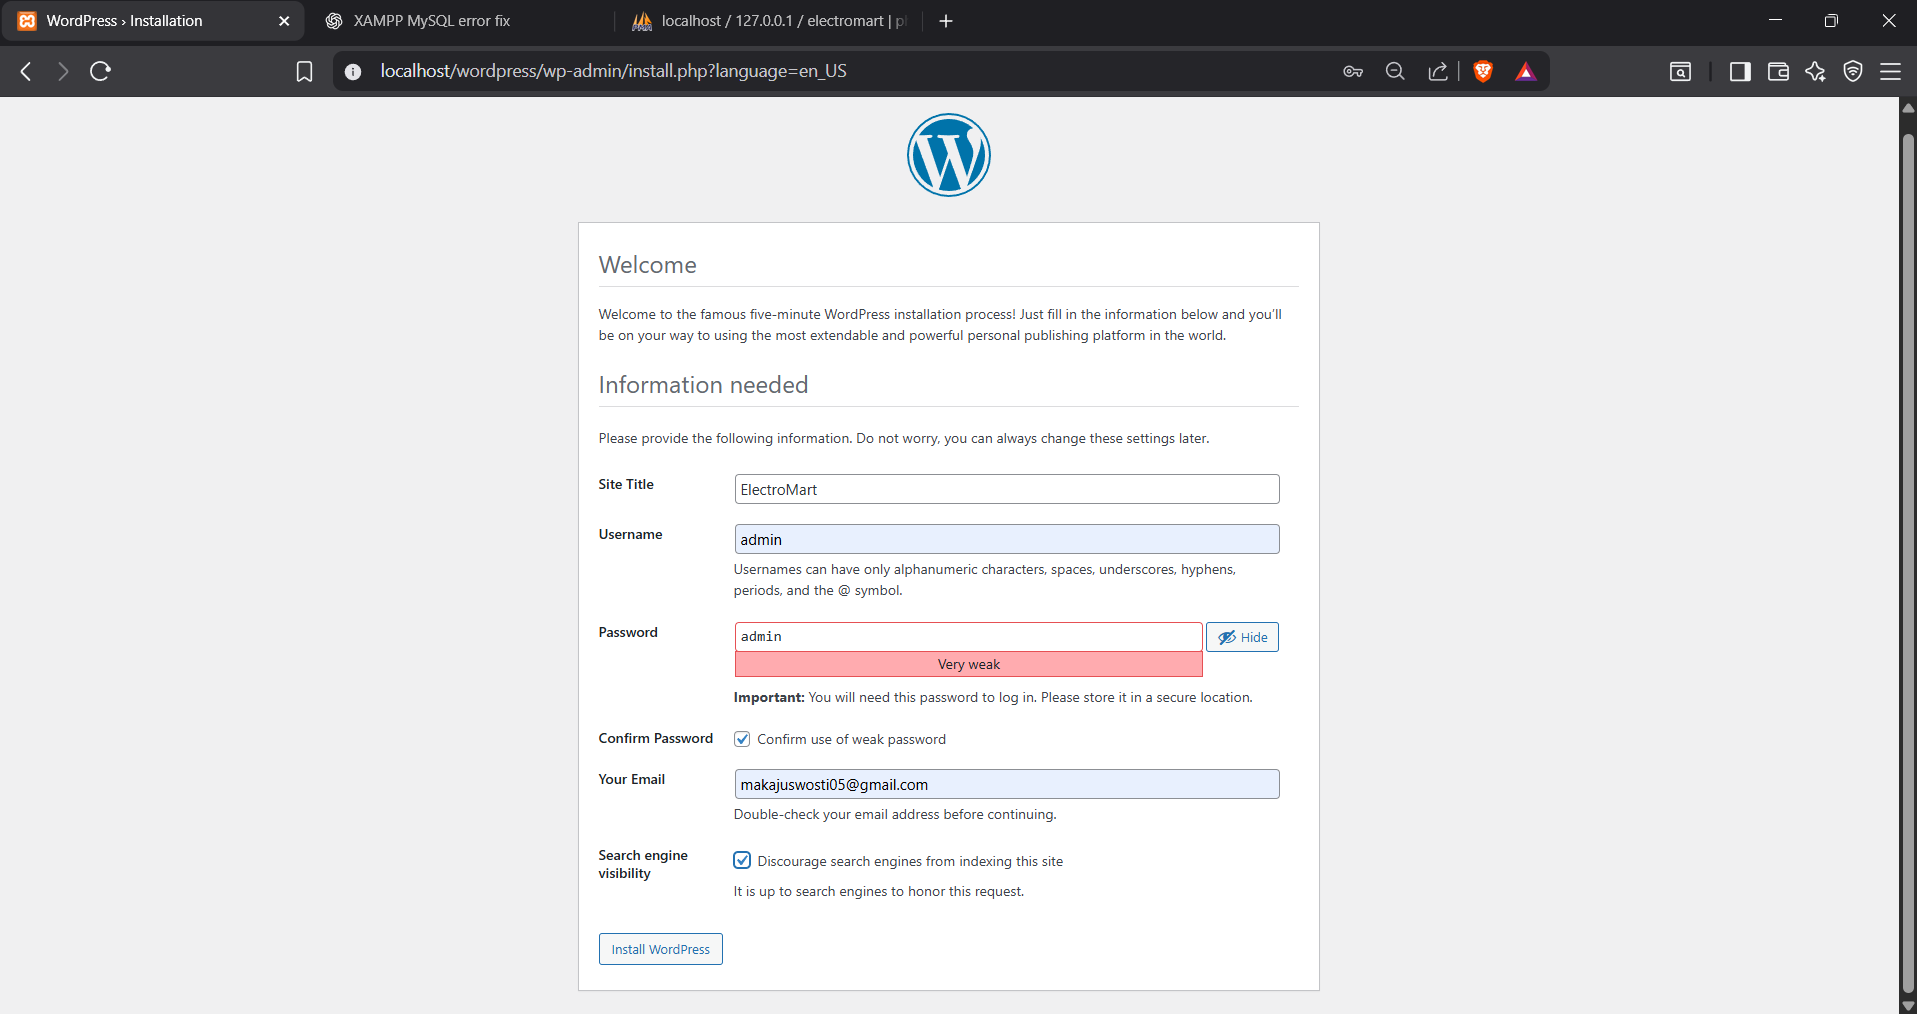 WordPress › Installation
XAMPP MySQL error fix
localhost / 127.0.0.1 / electromart | p
localhost/wordpress/wp-admin/install.php?language=en_US
Welcome
Welcome to the famous five-minute WordPress installation process! Just fill in the information below and you’ll
be on your way to using the most extendable and powerful personal publishing platform in the world.
Information needed
Please provide the following information. Do not worry, you can always change these settings later.
Site Title
ElectroMart
Username
admin
Usernames can have only alphanumeric characters, spaces, underscores, hyphens,
periods, and the @ symbol.
Password
admin
Hide
Very weak
Important: You will need this password to log in. Please store it in a secure location.
Confirm Password
Confirm use of weak password
Your Email
makajuswosti05@gmail.com
Double-check your email address before continuing.
Search engine
visibility
Discourage search engines from indexing this site
It is up to search engines to honor this request.
Install WordPress